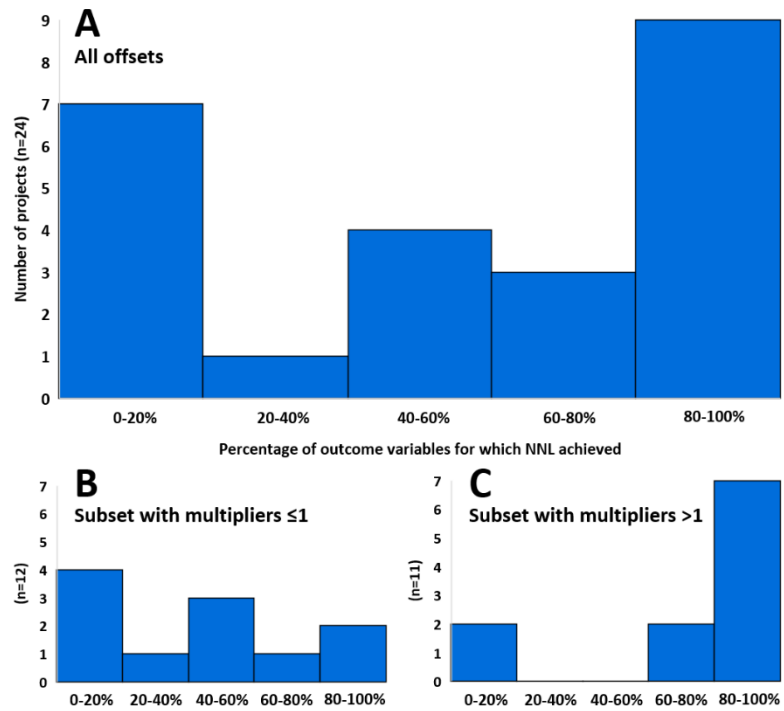 A
All offsets
Number of projects (n=24)
9
8
7
6
5
4
3
2
1
0
0-20% 20-40% 40-60% 60-80% 80-100%
Percentage of outcome variables for which NNL achieved
B
Subset with multipliers ≤1
(n=12)
7
6
5
4
3
2
1
0
0-20% 20-40% 40-60% 60-80% 80-100%
C
Subset with multipliers >1
(n=11)
7
6
5
4
3
2
1
0
0-20% 20-40% 40-60% 60-80% 80-100%